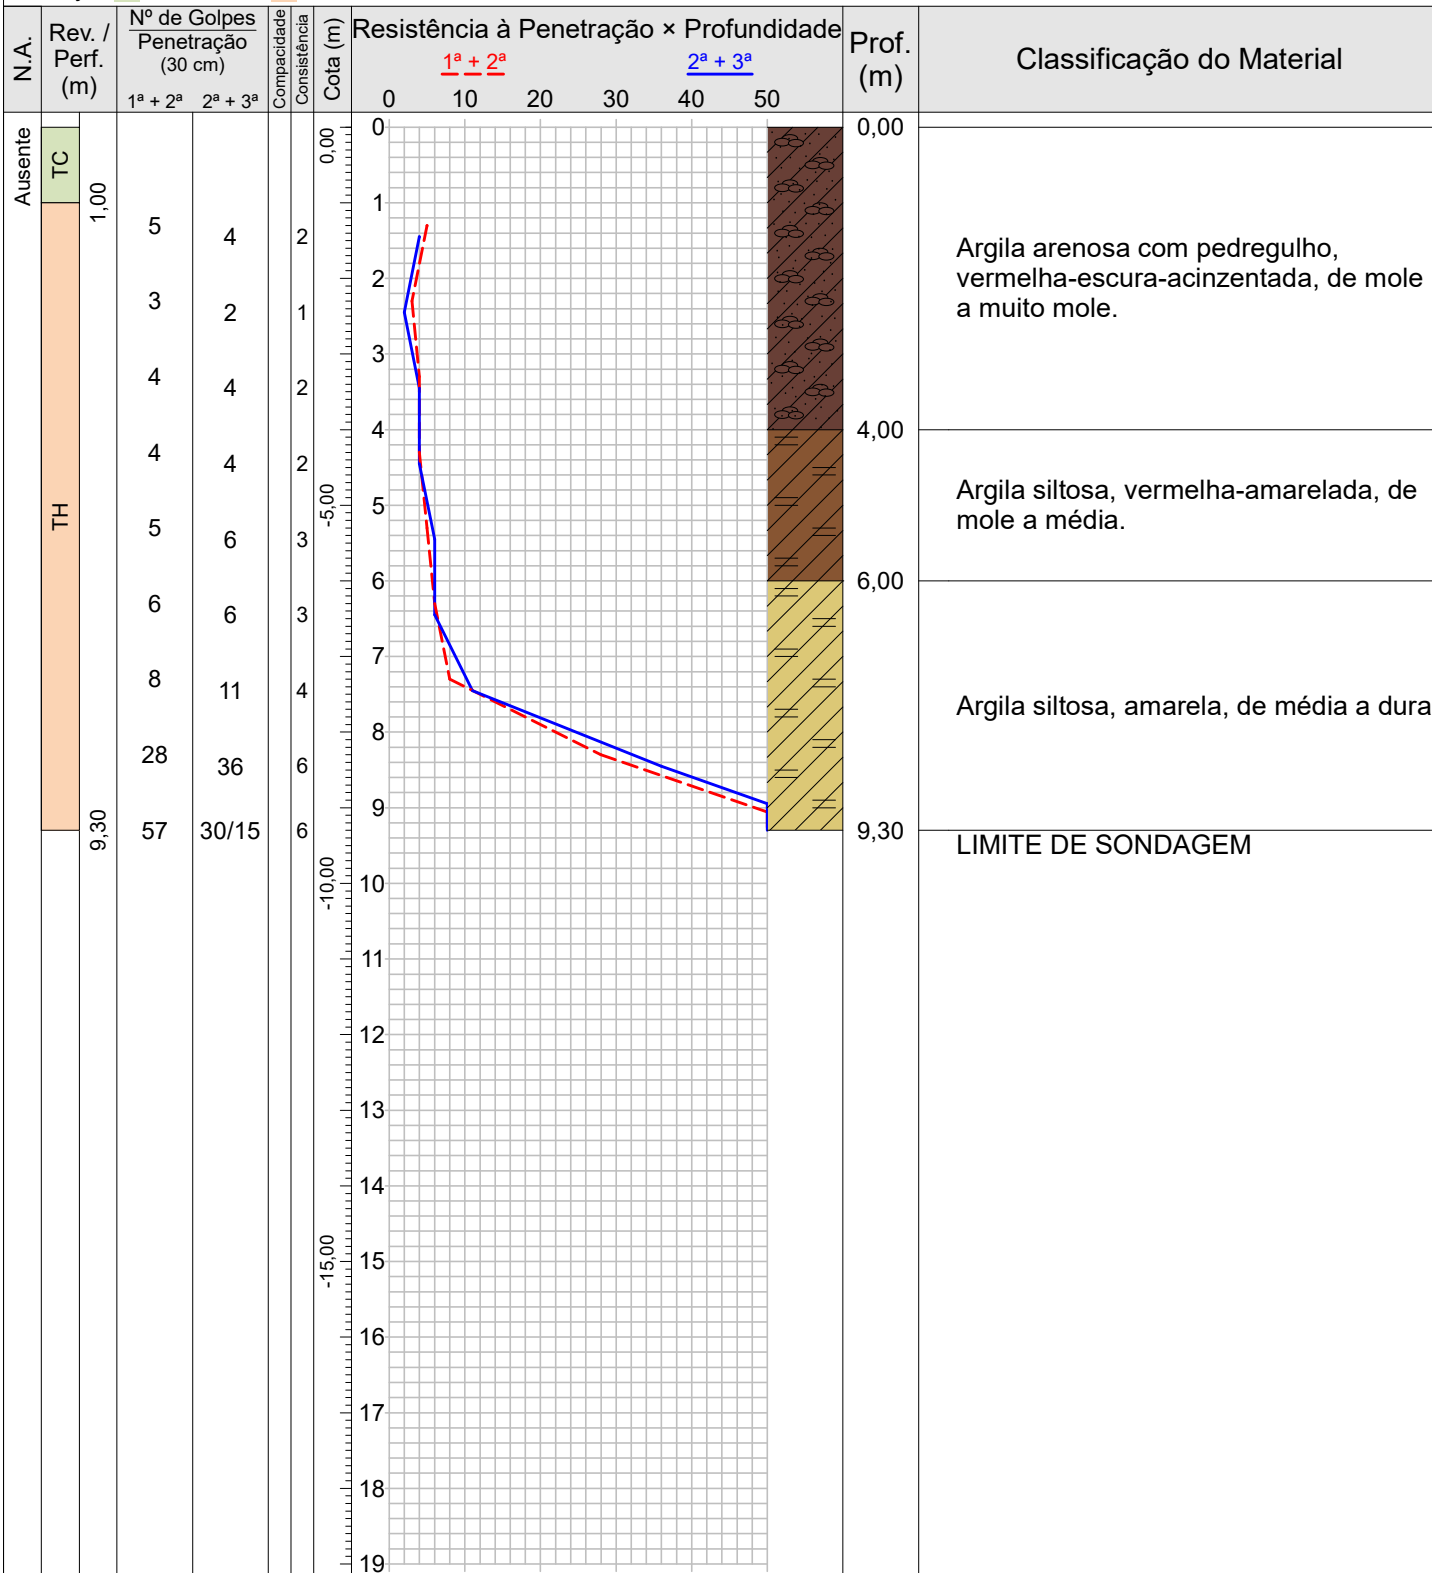 N.A.
Rev. /
Perf.
(m)
Nº de Golpes
Penetração
(30 cm)
1ª + 2ª 2ª + 3ª
Compacidade
Consistência
Cota (m)
Resistência à Penetração × Profundidade
1ª + 2ª 2ª + 3ª
0 10 20 30 40 50
Prof.
(m)
Classificação do Material
Ausente
TC
1,00
TH
9,30
5 4 2
3 2 1
4 4 2
4 4 2
5 6 3
6 6 3
8 11 4
28 36 6
57 30/15 6
0,00
-5,00
-10,00
-15,00
0
1
2
3
4
5
6
7
8
9
10
11
12
13
14
15
16
17
18
19
0,00
Argila arenosa com pedregulho,
vermelha-escura-acinzentada, de mole
a muito mole.
4,00
Argila siltosa, vermelha-amarelada, de
mole a média.
6,00
Argila siltosa, amarela, de média a dura
9,30
LIMITE DE SONDAGEM